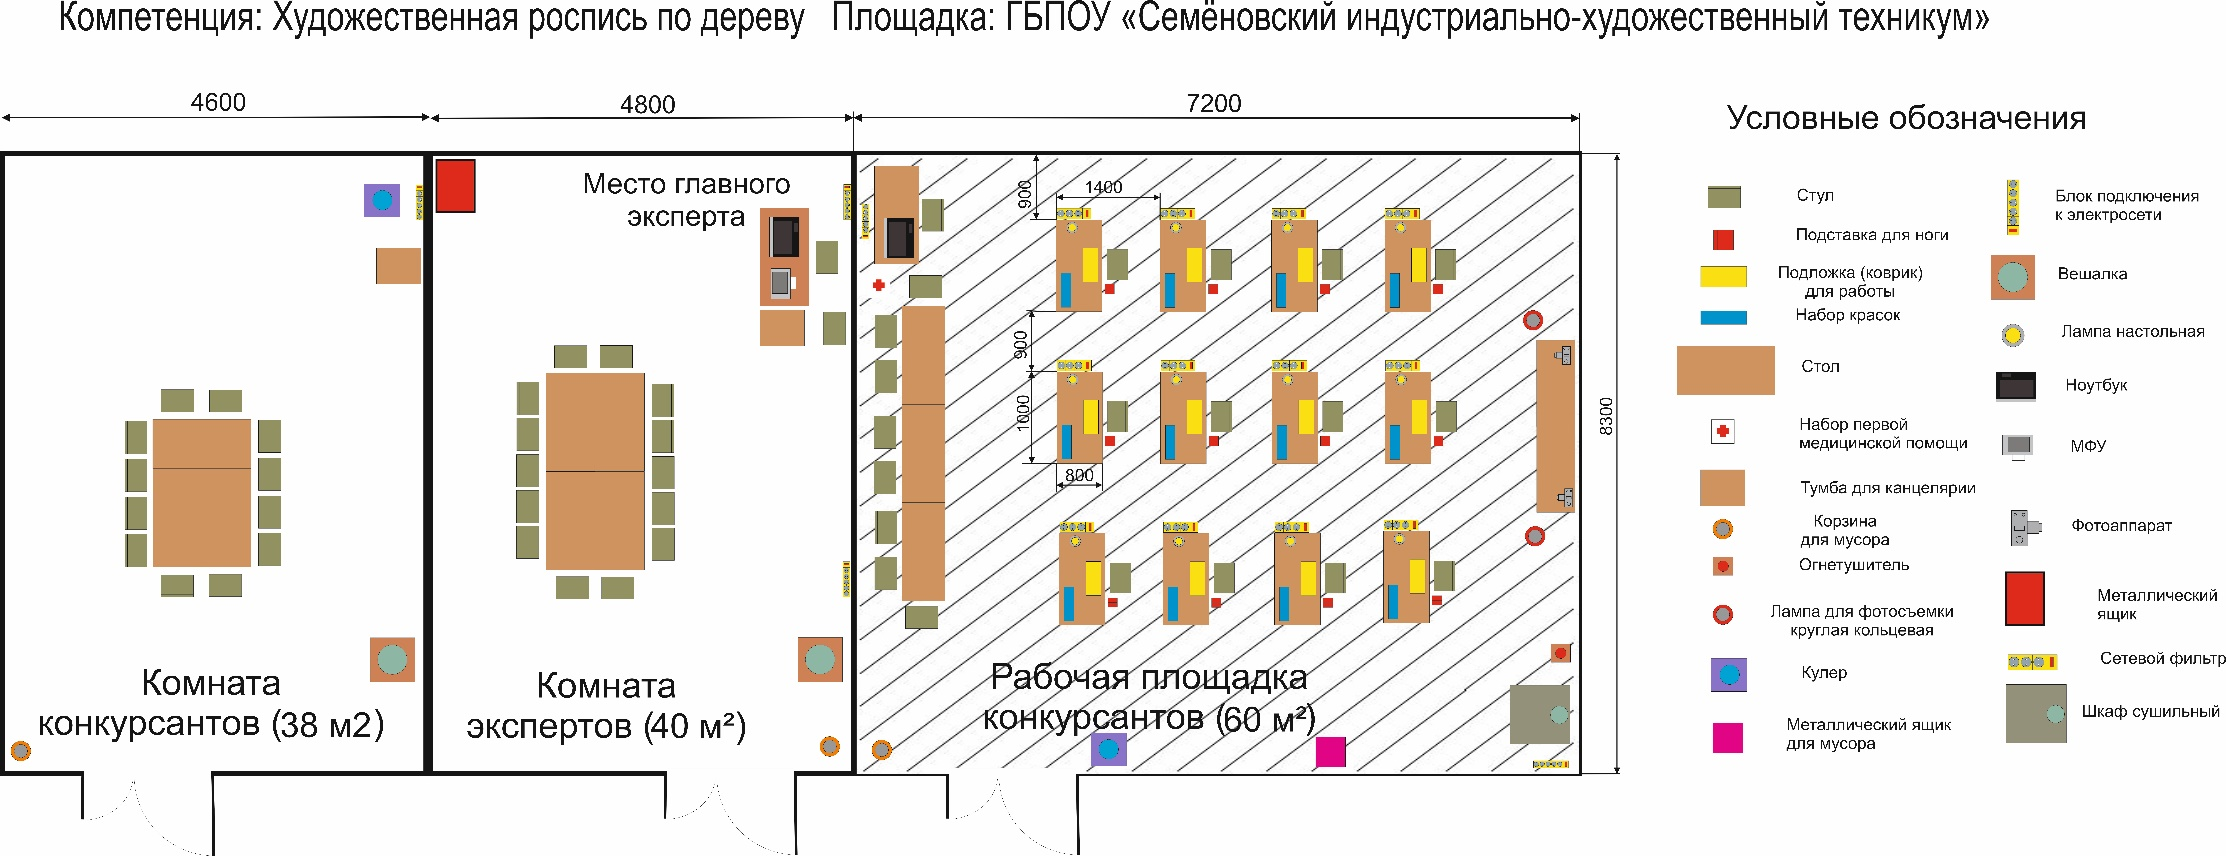 Компетенция: Художественная роспись по дереву Площадка: ГБПОУ «Семёновский индустриально-художественный техникум»
4600
4800
7200
Место главного
эксперта
900
1400
900
1000
800
8300
Комната
конкурсантов (38 м2)
Комната
экспертов (40 м²)
Рабочая площадка
конкурсантов (60 м²)
Условные обозначения
Стул
Подставка для ноги
Подложка (коврик)
для работы
Набор красок
Стол
Набор первой
медицинской помощи
Тумба для канцелярии
Корзина
для мусора
Огнетушитель
Лампа для фотосъемки
круглая кольцевая
Кулер
Металлический ящик
для мусора
Блок подключения
к электросети
Вешалка
Лампа настольная
Ноутбук
МФУ
Фотоаппарат
Металлический
ящик
Сетевой фильтр
Шкаф сушильный